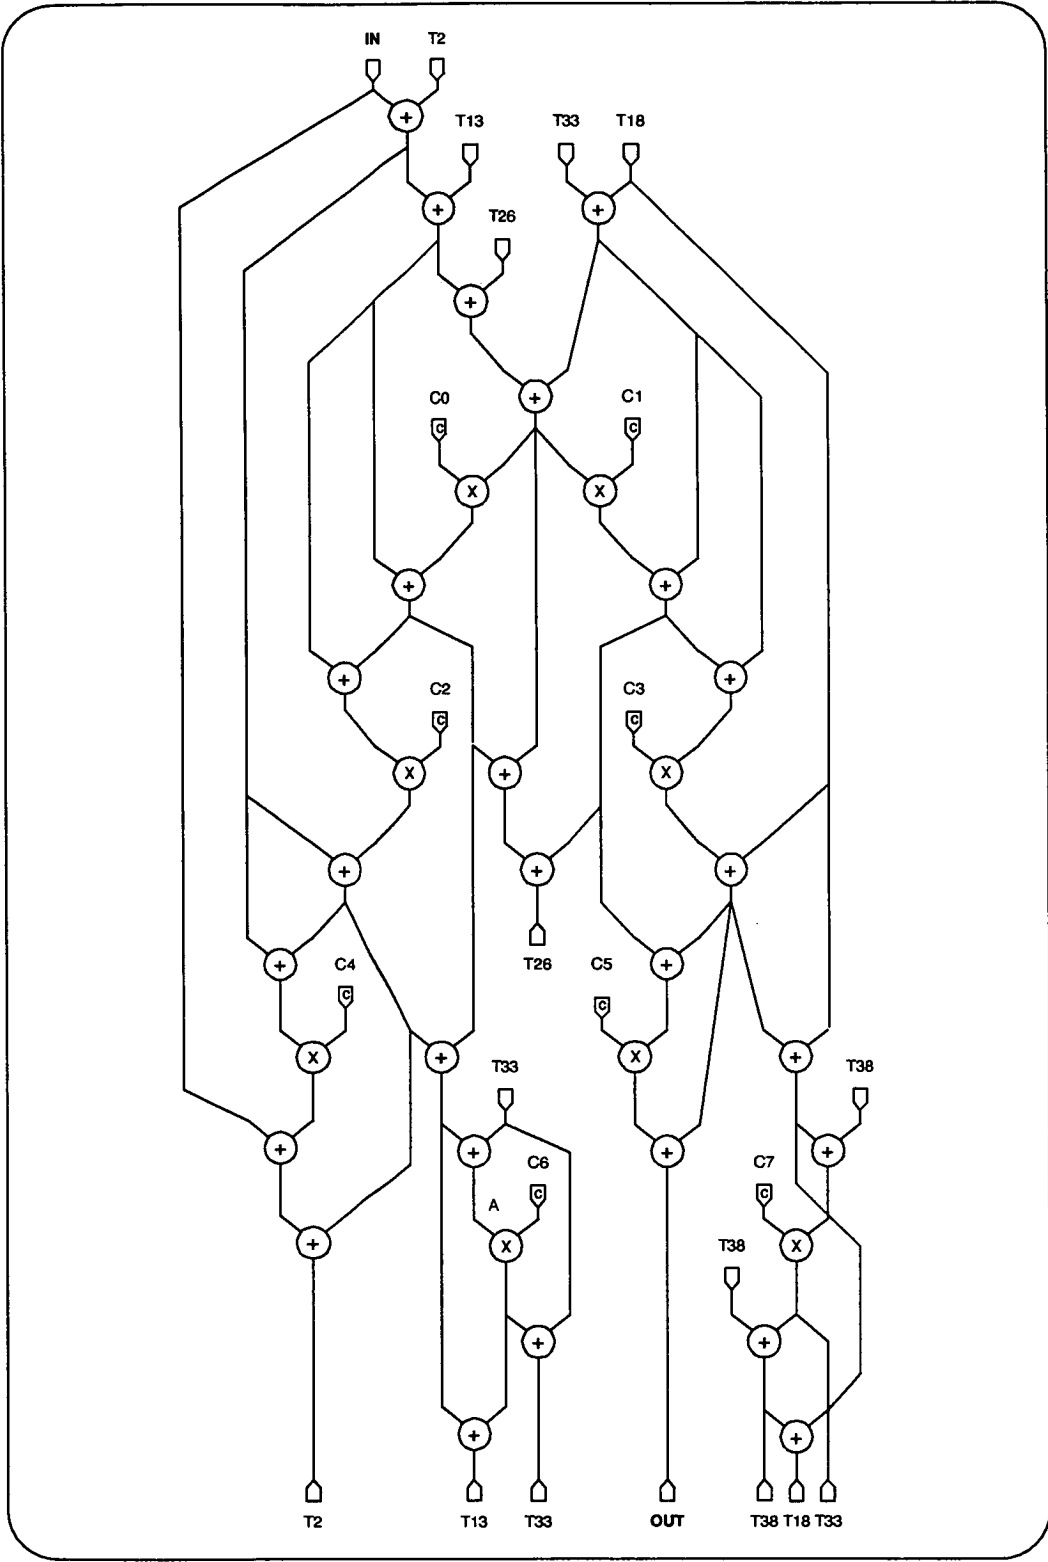 IN T2
+
T13 T33 T18
+ +
T26
+
C0 + C1
C C
X X
+ +
+ +
C2 C3
C C
X + X
+ + +
+ T26 +
C4 C5
C C
X + X +
T33 T38
+ + + +
C6 C7
C C
A
+ X X
T38
+ +
+ +
T2 T13 T33 OUT T38 T18 T33